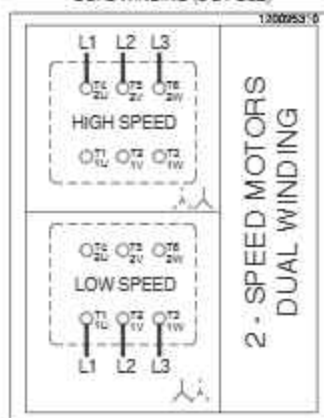 120095310
L1 L2 L3
T4 T5 T6
2U 2V 2W
HIGH SPEED
T1 T2 T3
1U 1V 1W
T4 T5 T6
2U 2V 2W
LOW SPEED
T1 T2 T3
1U 1V 1W
L1 L2 L3
2 - SPEED MOTORS
DUAL WINDING